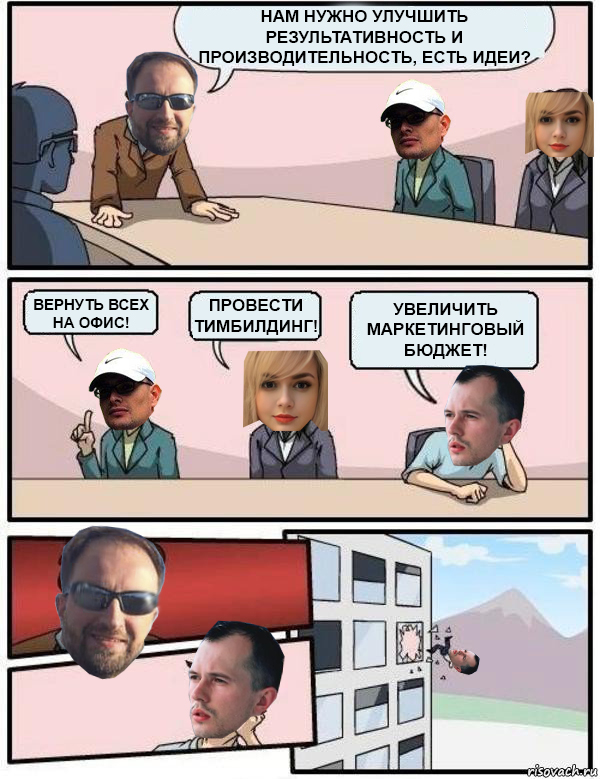 НАМ НУЖНО УЛУЧШИТЬ
РЕЗУЛЬТАТИВНОСТЬ И
ПРОИЗВОДИТЕЛЬНОСТЬ, ЕСТЬ ИДЕИ?
ВЕРНУТЬ ВСЕХ
НА ОФИС!
ПРОВЕСТИ
ТИМБИЛДИНГ!
УВЕЛИЧИТЬ
МАРКЕТИНГОВЫЙ
БЮДЖЕТ!
risovach.ru